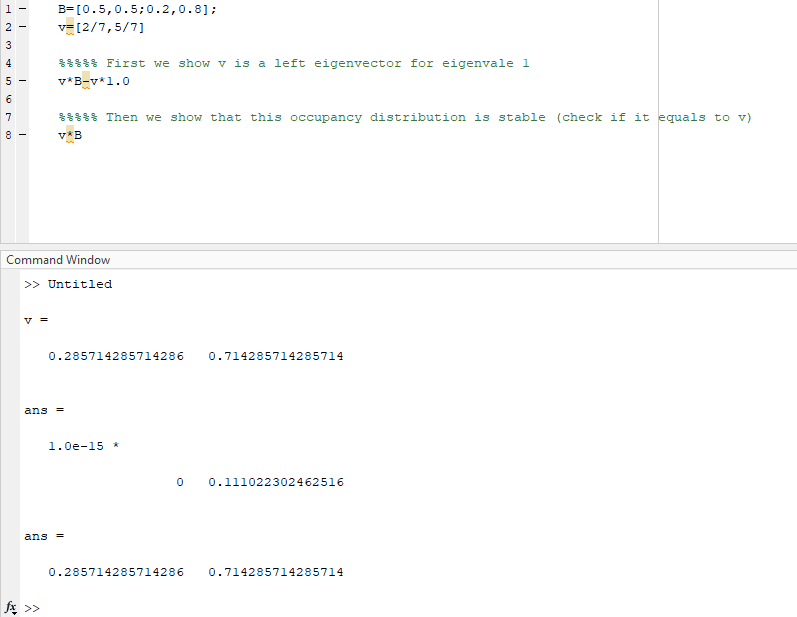 1 – B=[0.5,0.5;0.2,0.8];
2 – v=[2/7,5/7]
3
4 %%%%% First we show v is a left eigenvector for eigenvale 1
5 – v*B-v*1.0
6
7 %%%%% Then we show that this occupancy distribution is stable (check if it equals to v)
8 – v*B
Command Window
>> Untitled
v =
0.285714285714286 0.714285714285714
ans =
1.0e-15 *
0 0.111022302462516
ans =
0.285714285714286 0.714285714285714
fx >>